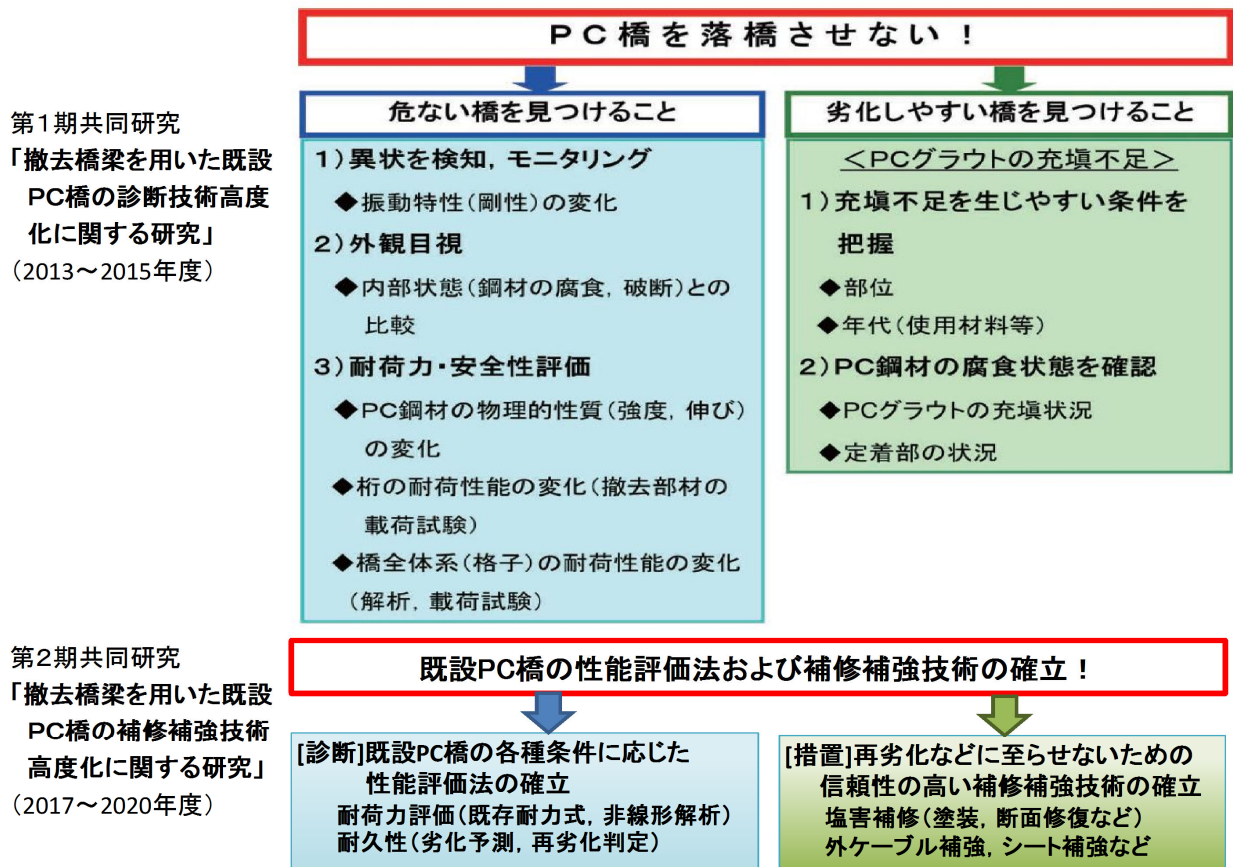 PC橋を落橋させない！
第1期共同研究
「撤去橋梁を用いた既設
PC橋の診断技術高度
化に関する研究」
（2013～2015年度）
危ない橋を見つけること
1）異状を検知，モニタリング
◆振動特性（剛性）の変化
2）外観目視
◆内部状態（鋼材の腐食，破断）との
比較
3）耐荷力・安全性評価
◆PC鋼材の物理的性質（強度，伸び）
の変化
◆桁の耐荷性能の変化（撤去部材の
載荷試験）
◆橋全体系（格子）の耐荷性能の変化
（解析，載荷試験）
劣化しやすい橋を見つけること
＜PCグラウトの充填不足＞
1）充填不足を生じやすい条件を
把握
◆部位
◆年代（使用材料等）
2）PC鋼材の腐食状態を確認
◆PCグラウトの充填状況
◆定着部の状況
第2期共同研究
「撤去橋梁を用いた既設
PC橋の補修補強技術
高度化に関する研究」
（2017～2020年度）
既設PC橋の性能評価法および補修補強技術の確立！
[診断]既設PC橋の各種条件に応じた
性能評価法の確立
耐荷力評価（既存耐力式，非線形解析）
耐久性（劣化予測，再劣化判定）
[措置]再劣化などに至らせないための
信頼性の高い補修補強技術の確立
塩害補修（塗装，断面修復など）
外ケーブル補強，シート補強など